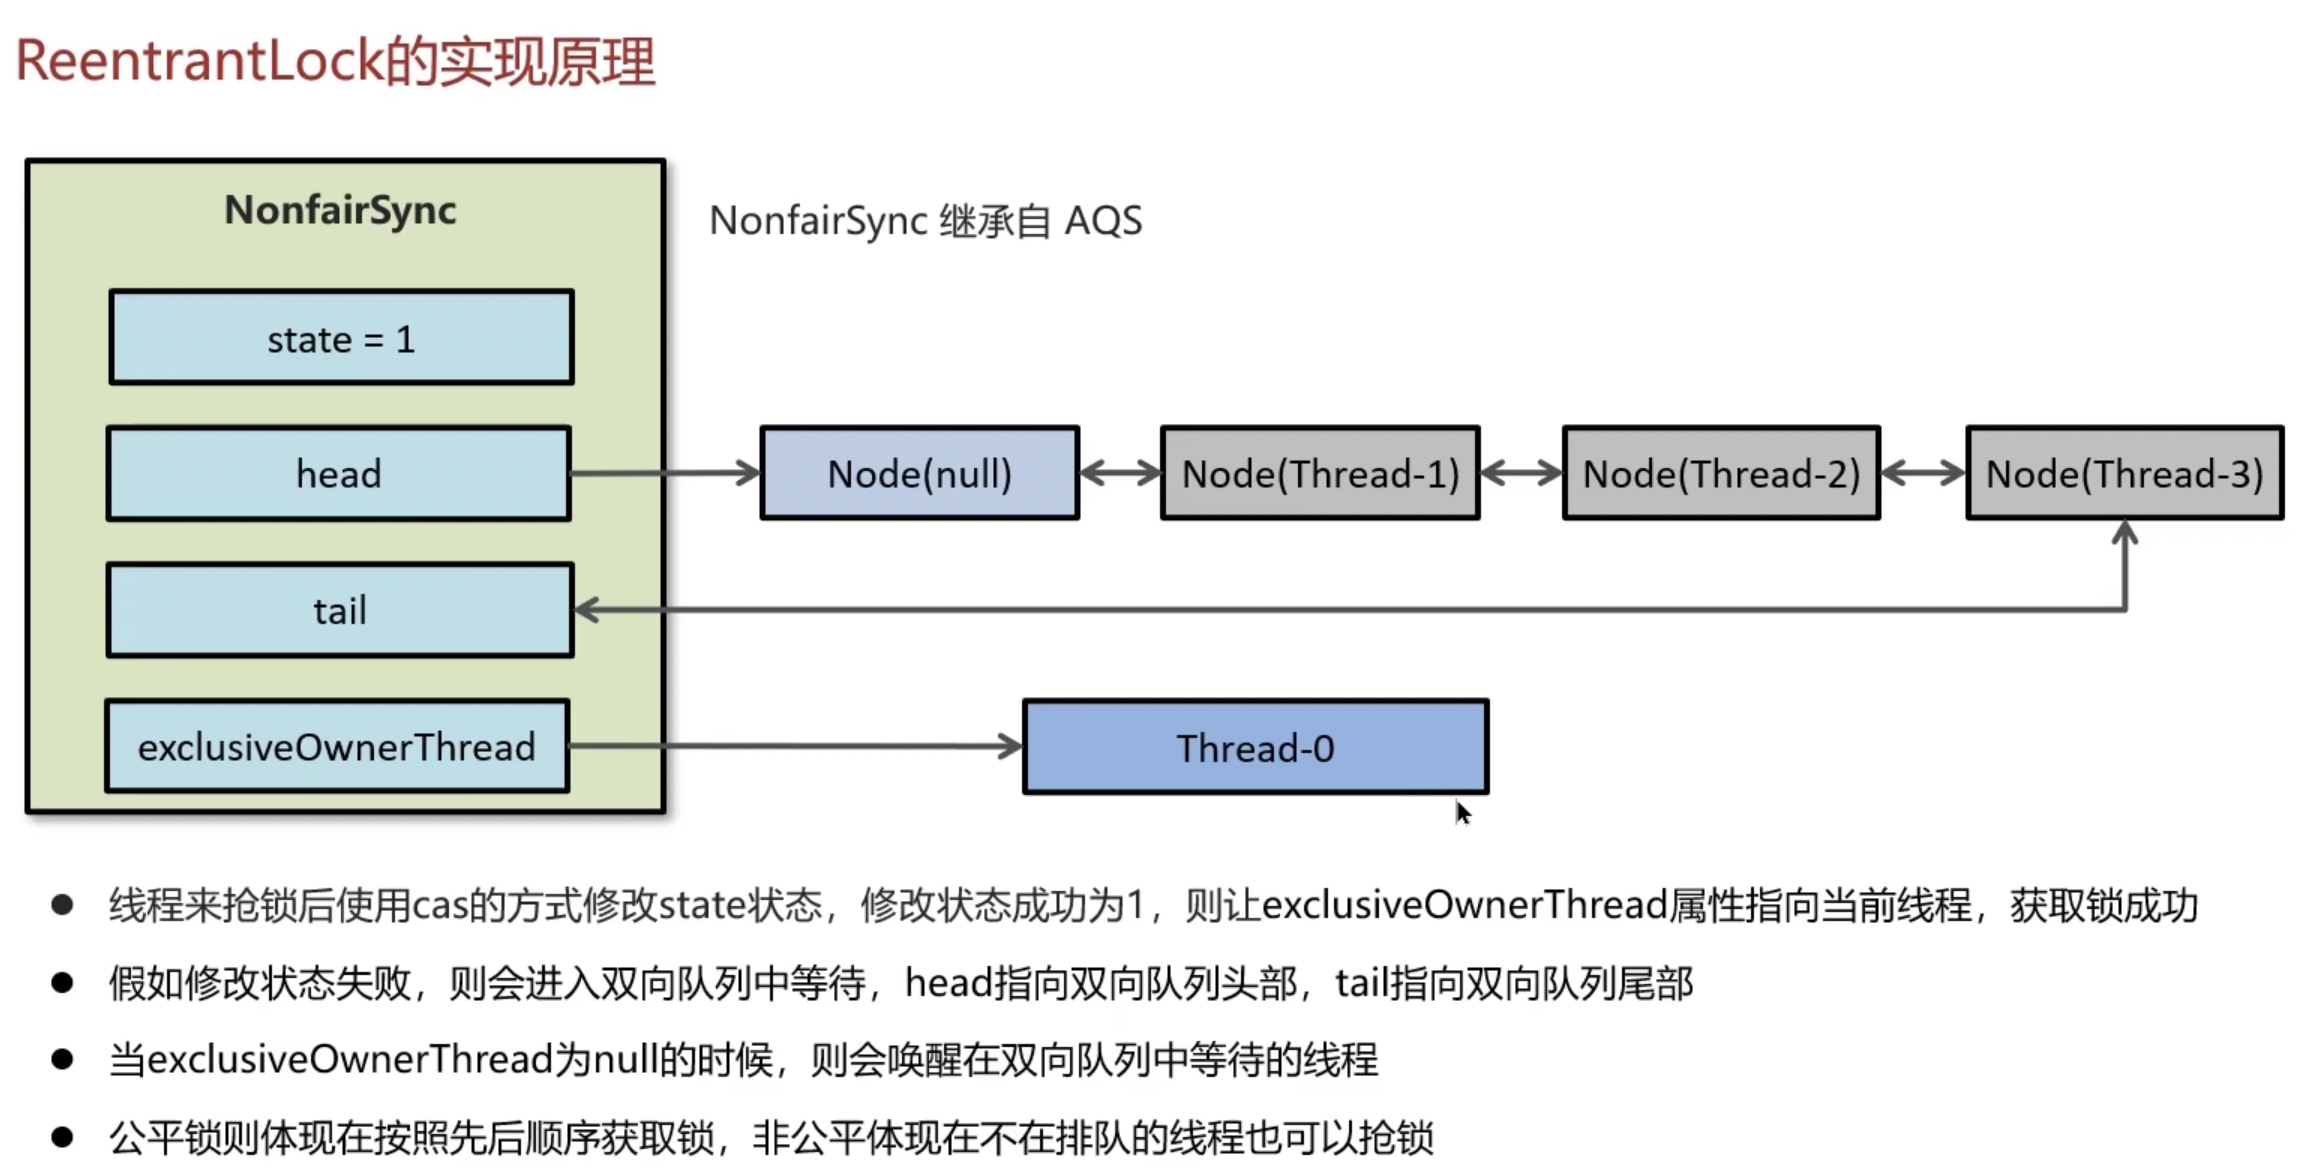 ReentrantLock的实现原理
NonfairSync
NonfairSync 继承自 AQS
state = 1
head
Node(null)
Node(Thread-1)
Node(Thread-2)
Node(Thread-3)
tail
exclusiveOwnerThread
Thread-0
● 线程来抢锁后使用cas的方式修改state状态，修改状态成功为1，则让exclusiveOwnerThread属性指向当前线程，获取锁成功
● 假如修改状态失败，则会进入双向队列中等待，head指向双向队列头部，tail指向双向队列尾部
● 当exclusiveOwnerThread为null的时候，则会唤醒在双向队列中等待的线程
● 公平锁则体现在按照先后顺序获取锁，非公平体现在不在排队的线程也可以抢锁